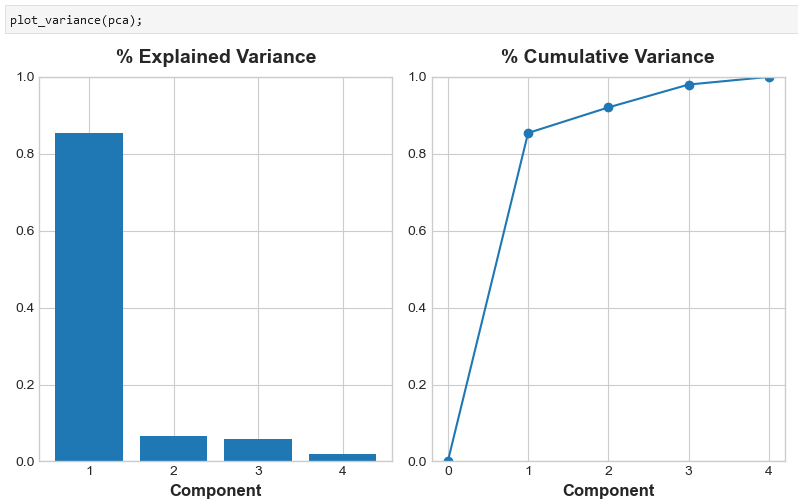 plot_variance(pca);
% Explained Variance
1.0
0.8
0.6
0.4
0.2
0.0
1 2 3 4
Component
% Cumulative Variance
1.0
0.8
0.6
0.4
0.2
0.0
0 1 2 3 4
Component